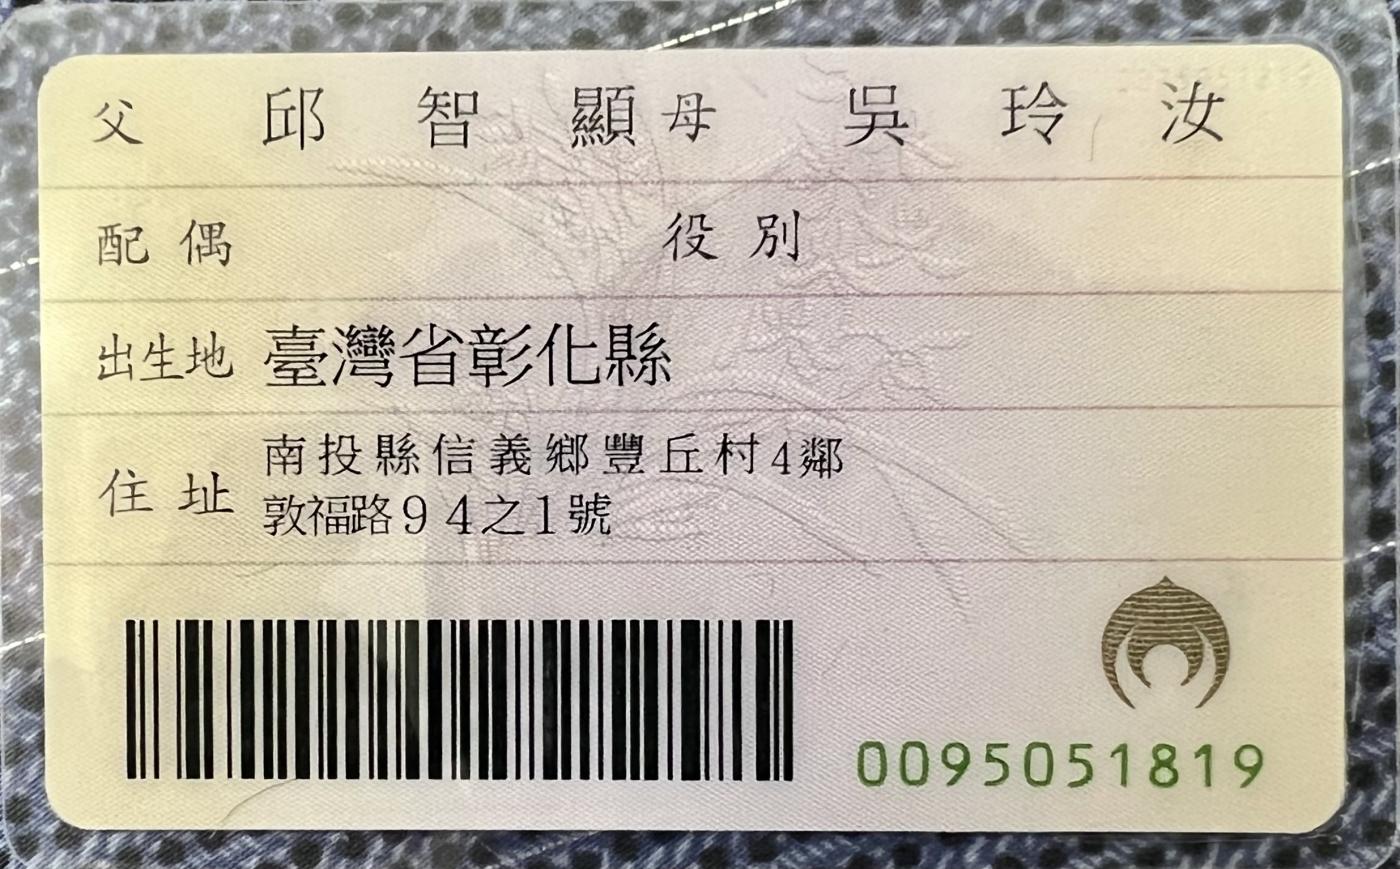 父 邱智顯 母 吳玲汝
配偶 役別
出生地 臺灣省彰化縣
住址 南投縣信義鄉豐丘村4鄰
敦福路94之1號
0095051819